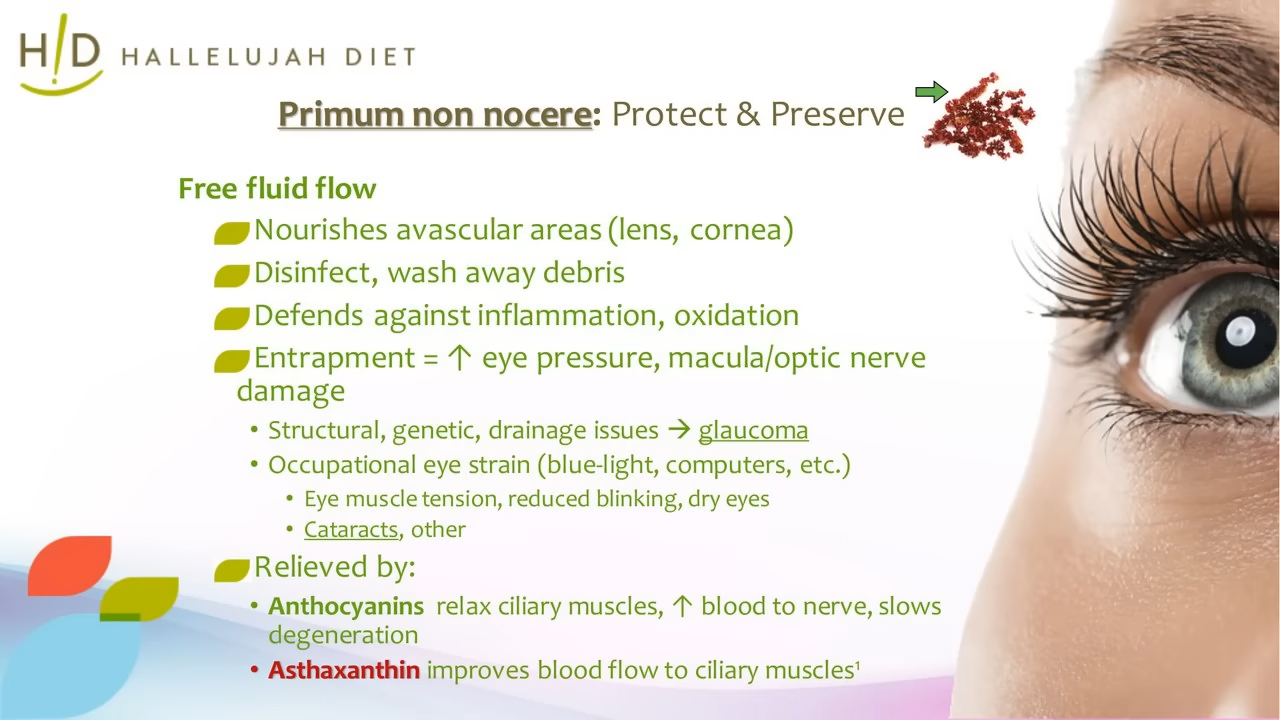 H!D HALLELUJAH DIET
Primum non nocere: Protect & Preserve
Free fluid flow
Nourishes avascular areas (lens, cornea)
Disinfect, wash away debris
Defends against inflammation, oxidation
Entrapment = ↑ eye pressure, macula/optic nerve
damage
• Structural, genetic, drainage issues → glaucoma
• Occupational eye strain (blue-light, computers, etc.)
• Eye muscle tension, reduced blinking, dry eyes
• Cataracts, other
Relieved by:
• Anthocyanins relax ciliary muscles, ↑ blood to nerve, slows
degeneration
• Asthaxanthin improves blood flow to ciliary muscles¹